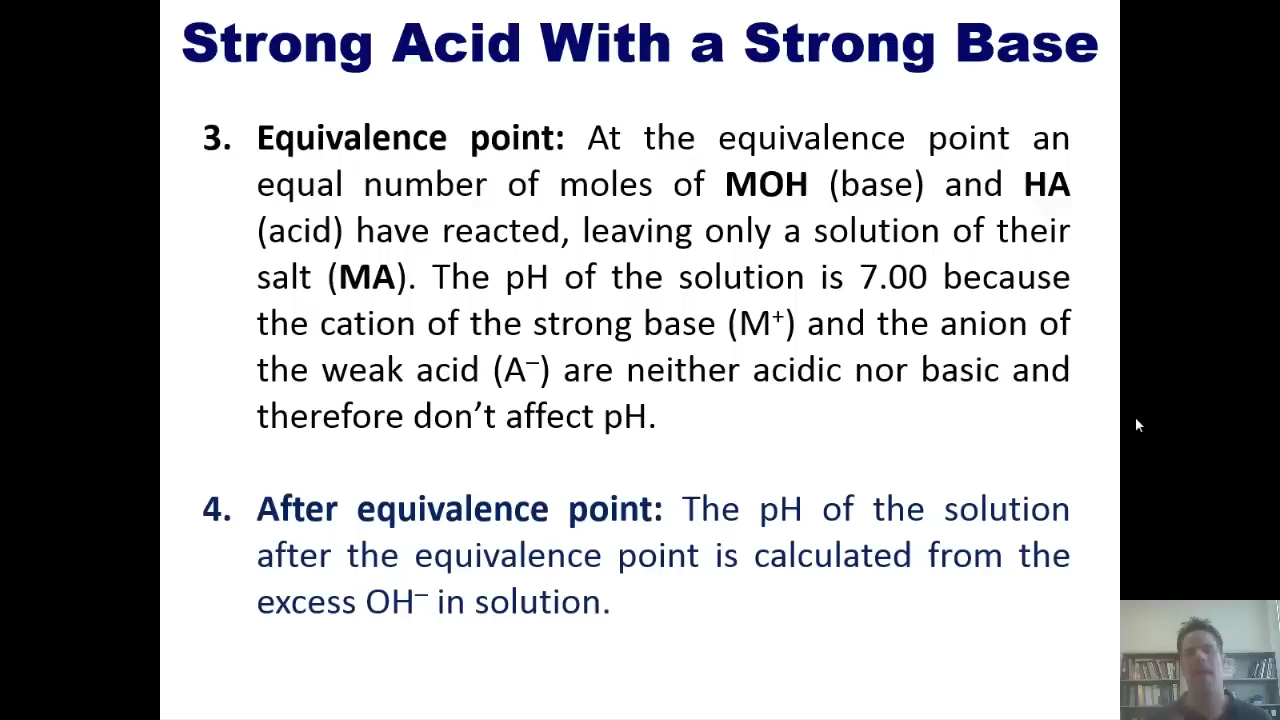 Strong Acid With a Strong Base
3. Equivalence point: At the equivalence point an
equal number of moles of MOH (base) and HA
(acid) have reacted, leaving only a solution of their
salt (MA). The pH of the solution is 7.00 because
the cation of the strong base (M⁺) and the anion of
the weak acid (A⁻) are neither acidic nor basic and
therefore don’t affect pH.
4. After equivalence point: The pH of the solution
after the equivalence point is calculated from the
excess OH⁻ in solution.